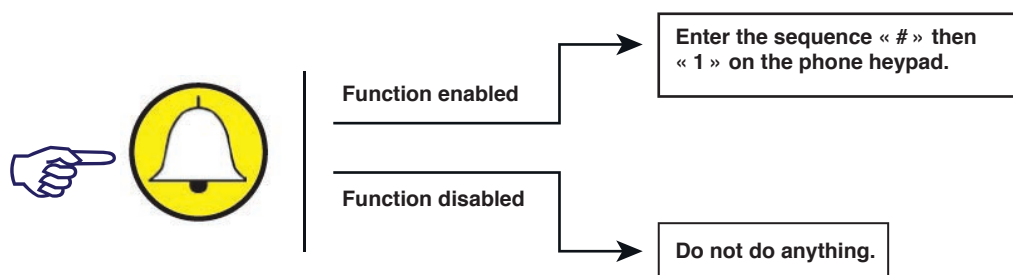 Enter the sequence « # » then
« 1 » on the phone heypad.
Function enabled
Function disabled
Do not do anything.